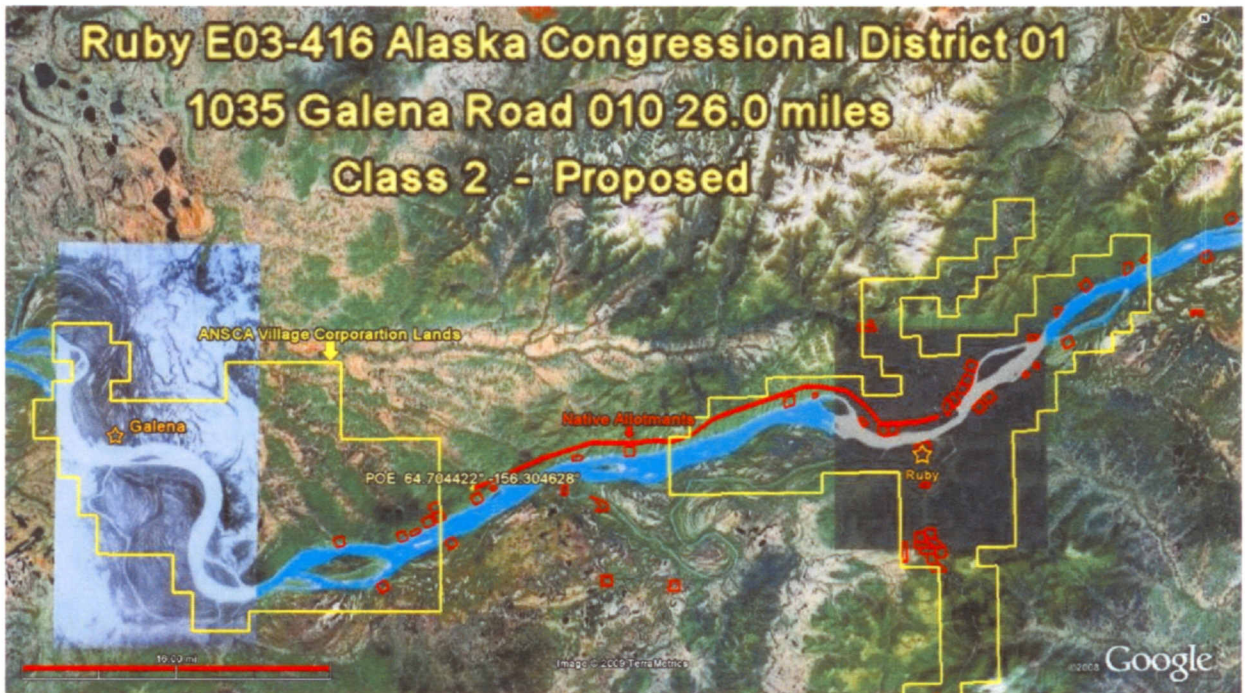 Ruby E03-416 Alaska Congressional District 01
1035 Galena Road 010 26.0 miles
Class 2 - Proposed
N
ANSCA Village Corporartion Lands
Galena
Native Allotments
POE 64.704422° -156.304628°
Ruby
16.00 mi
Image © 2009 TerraMetrics
©2008 Google